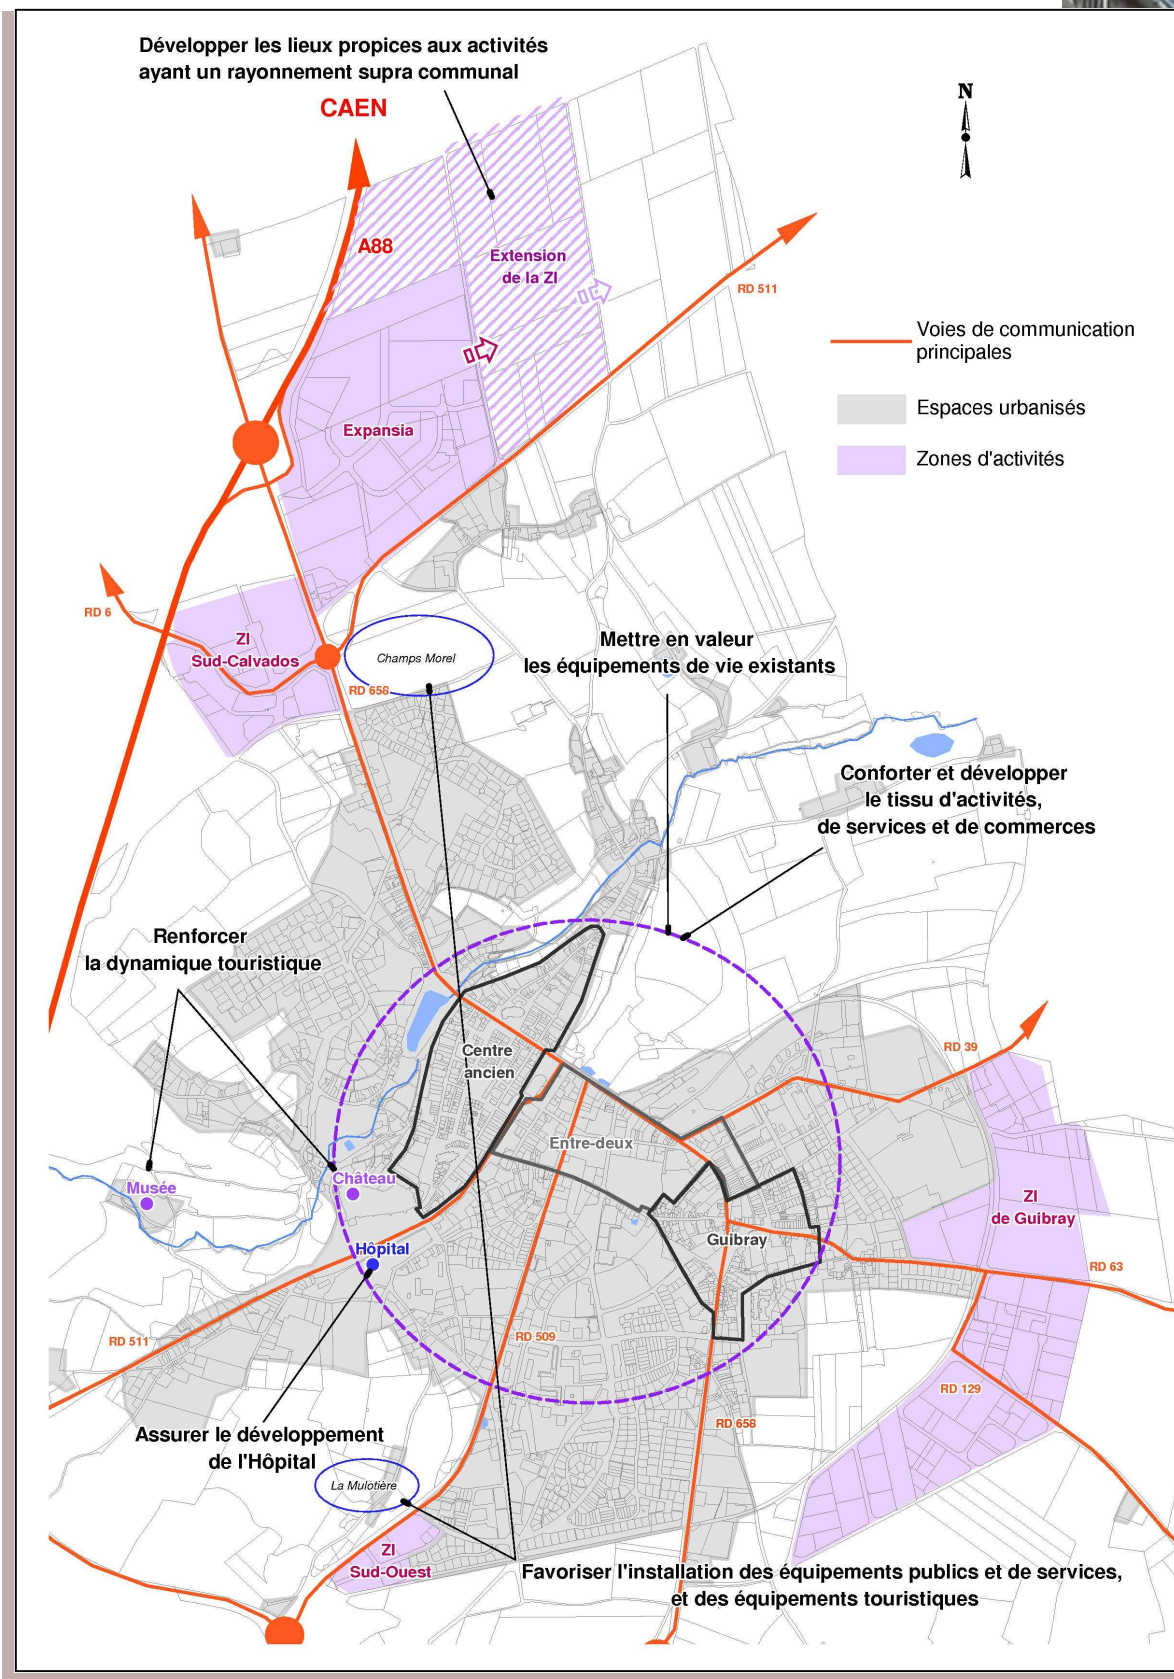 Développer les lieux propices aux activités
ayant un rayonnement supra communal
CAEN
N
A88
Extension
de la ZI
RD 511
Voies de communication
principales
Expansia
Espaces urbanisés
Zones d'activités
RD 6
ZI
Sud-Calvados
Champs Morel
RD 658
Mettre en valeur
les équipements de vie existants
Conforter et développer
le tissu d'activités,
de services et de commerces
Renforcer
la dynamique touristique
Centre
ancien
RD 39
Entre-deux
Musée
Château
ZI
de Guibray
Guibray
Hôpital
RD 63
RD 511
RD 509
RD 129
RD 658
Assurer le développement
de l'Hôpital
La Mulotière
ZI
Sud-Ouest
Favoriser l'installation des équipements publics et de services,
et des équipements touristiques